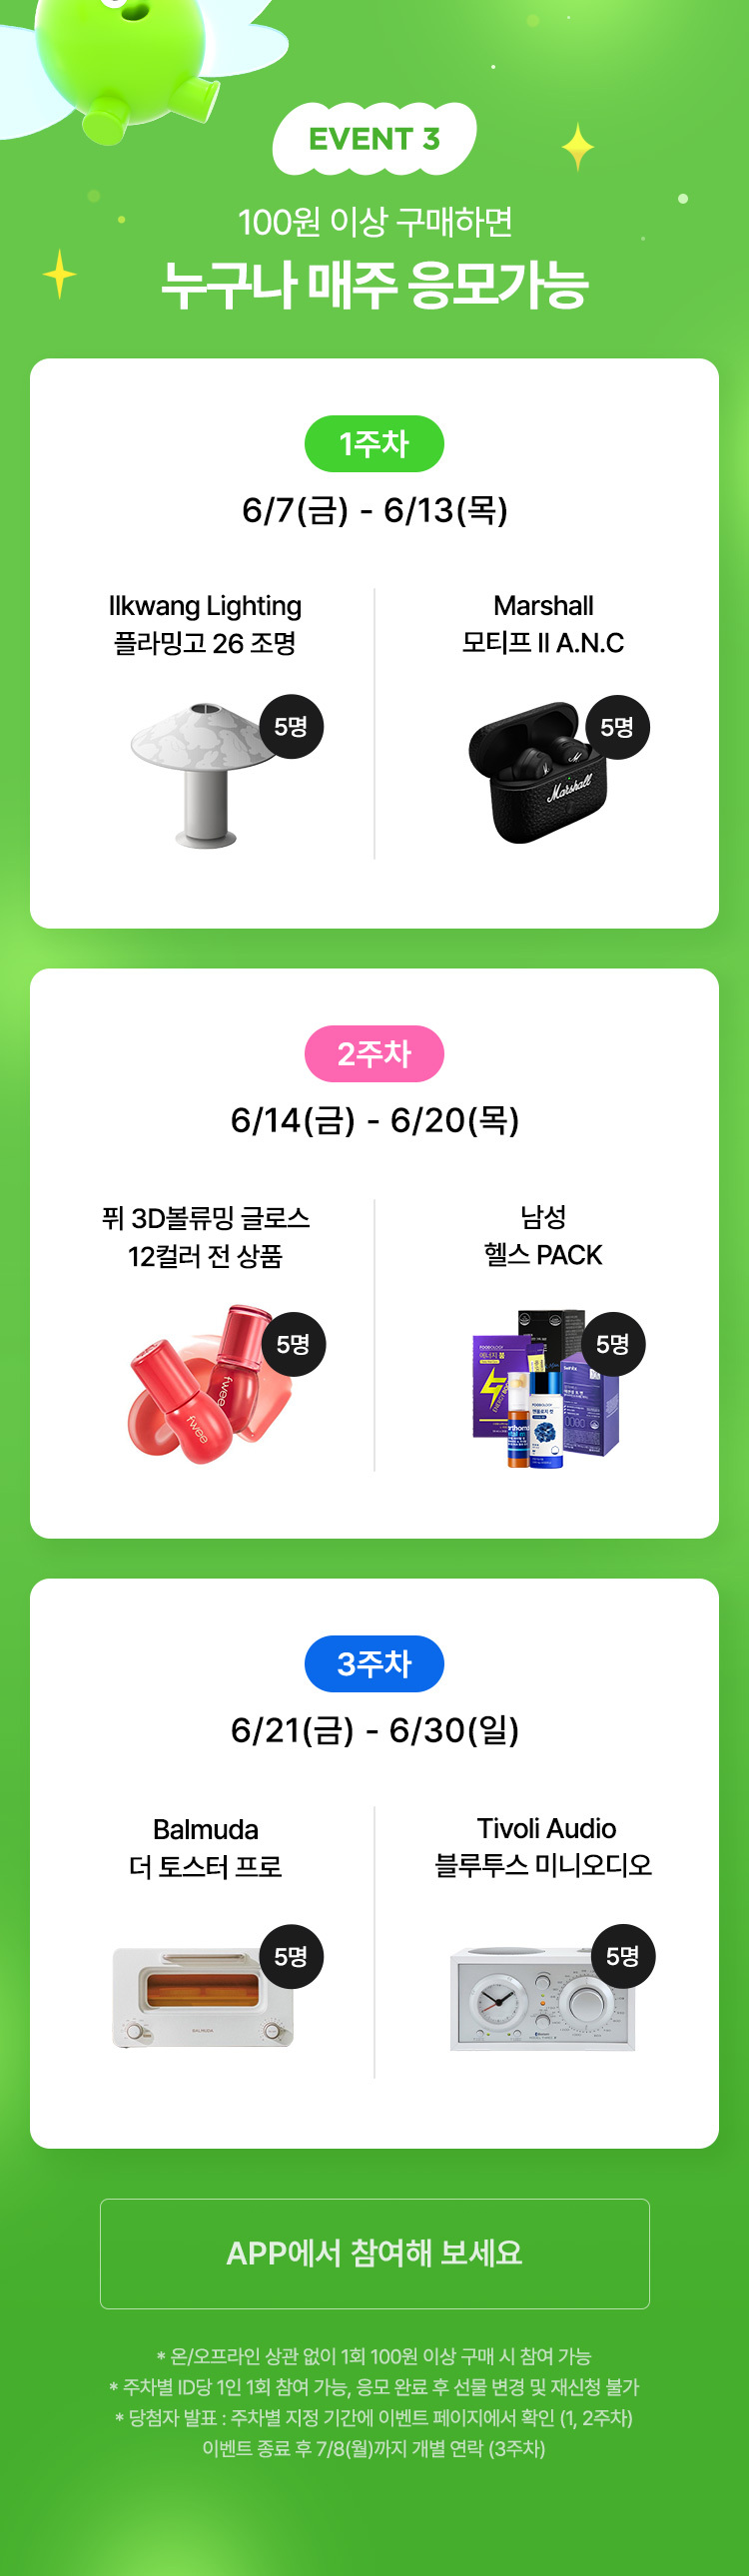 EVENT 3
100원 이상 구매하면
누구나 매주 응모가능
1주차
6/7(금) - 6/13(목)
Ilkwang Lighting
플라밍고 26 조명
5명
Marshall
모티프 II A.N.C
5명
Marshall
2주차
6/14(금) - 6/20(목)
퓌 3D볼류밍 글로스
12컬러 전 상품
5명
fwee
fwee
남성
헬스 PACK
5명
FOODOLOGY
에너지 붐
FOODOLOGY
3주차
6/21(금) - 6/30(일)
Balmuda
더 토스터 프로
5명
BALMUDA
Tivoli Audio
블루투스 미니오디오
5명
APP에서 참여해 보세요
* 온/오프라인 상관 없이 1회 100원 이상 구매 시 참여 가능
* 주차별 ID당 1인 1회 참여 가능, 응모 완료 후 선물 변경 및 재신청 불가
* 당첨자 발표 : 주차별 지정 기간에 이벤트 페이지에서 확인 (1, 2주차)
이벤트 종료 후 7/8(월)까지 개별 연락 (3주차)